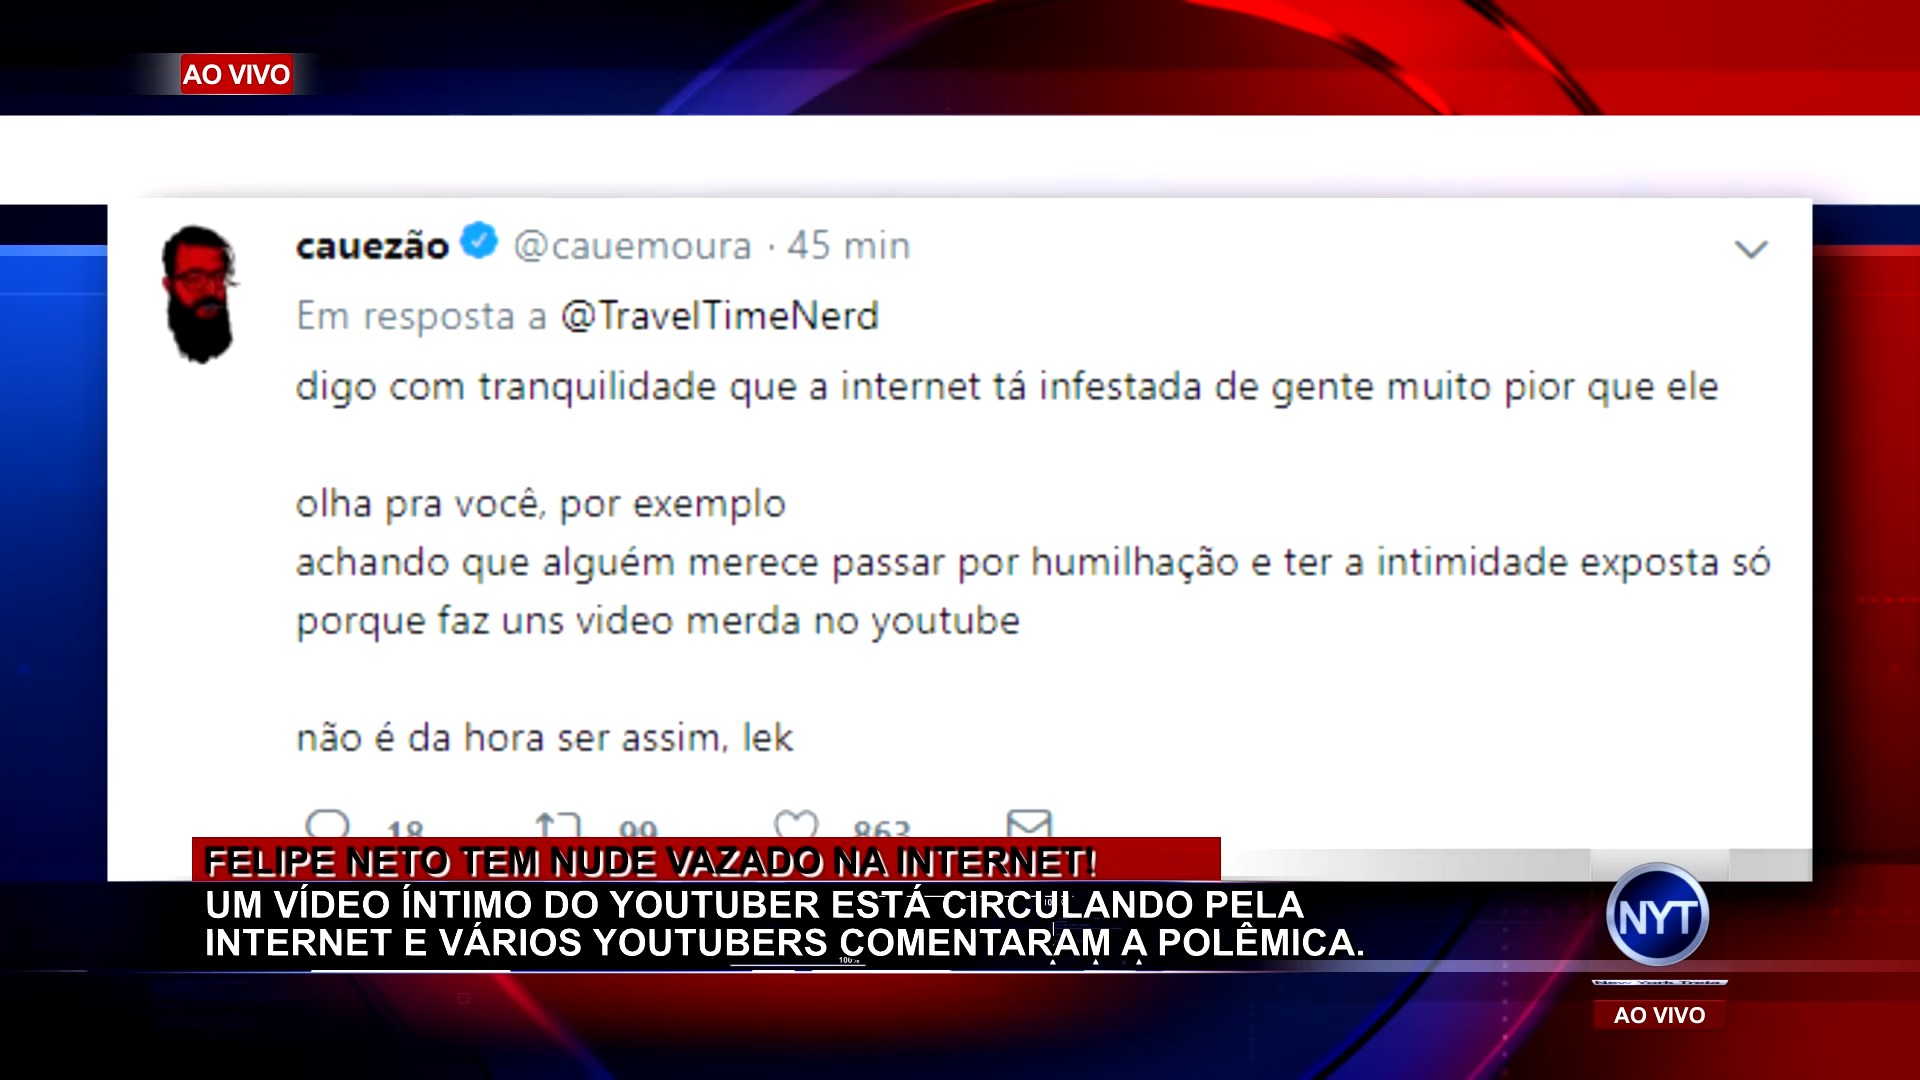 AO VIVO
cauezão @cauemoura · 45 min
Em resposta a @TravelTimeNerd
digo com tranquilidade que a internet tá infestada de gente muito pior que ele
olha pra você, por exemplo
achando que alguém merece passar por humilhação e ter a intimidade exposta só
porque faz uns video merda no youtube
não é da hora ser assim, lek
18 99 863
FELIPE NETO TEM NUDE VAZADO NA INTERNET!
UM VÍDEO ÍNTIMO DO YOUTUBER ESTÁ CIRCULANDO PELA
INTERNET E VÁRIOS YOUTUBERS COMENTARAM A POLÊMICA.
NYT
New York Treta
AO VIVO